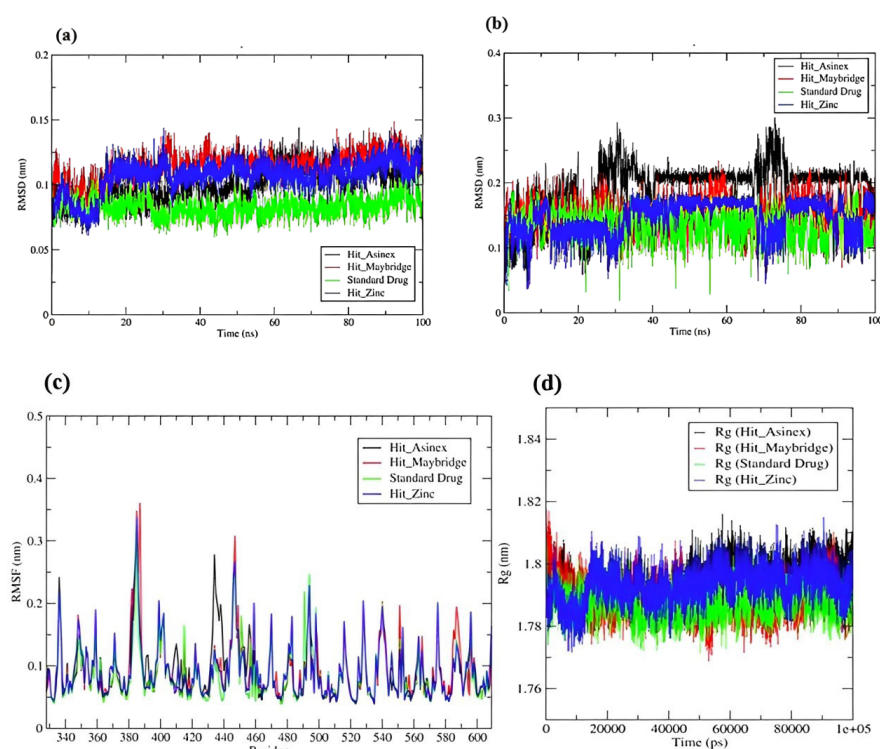 (a)
0.2
0.15
0.1
0.05
0
RMSD (nm)
0 20 40 60 80 100
Time (ns)
Hit_Asinex
Hit_Maybridge
Standard Drug
Hit_Zinc
(b)
0.4
0.3
0.2
0.1
0
RMSD (nm)
0 20 40 60 80 100
Time (ns)
Hit_Asinex
Hit_Maybridge
Standard Drug
Hit_Zinc
(c)
0.5
0.4
0.3
0.2
0.1
0
RMSF (nm)
340 360 380 400 420 440 460 480 500 520 540 560 580 600
Hit_Asinex
Hit_Maybridge
Standard Drug
Hit_Zinc
(d)
1.84
1.82
1.8
1.78
1.76
Rg (nm)
0 20000 40000 60000 80000 1e+05
Time (ps)
Rg (Hit_Asinex)
Rg (Hit_Maybridge)
Rg (Standard Drug)
Rg (Hit_Zinc)